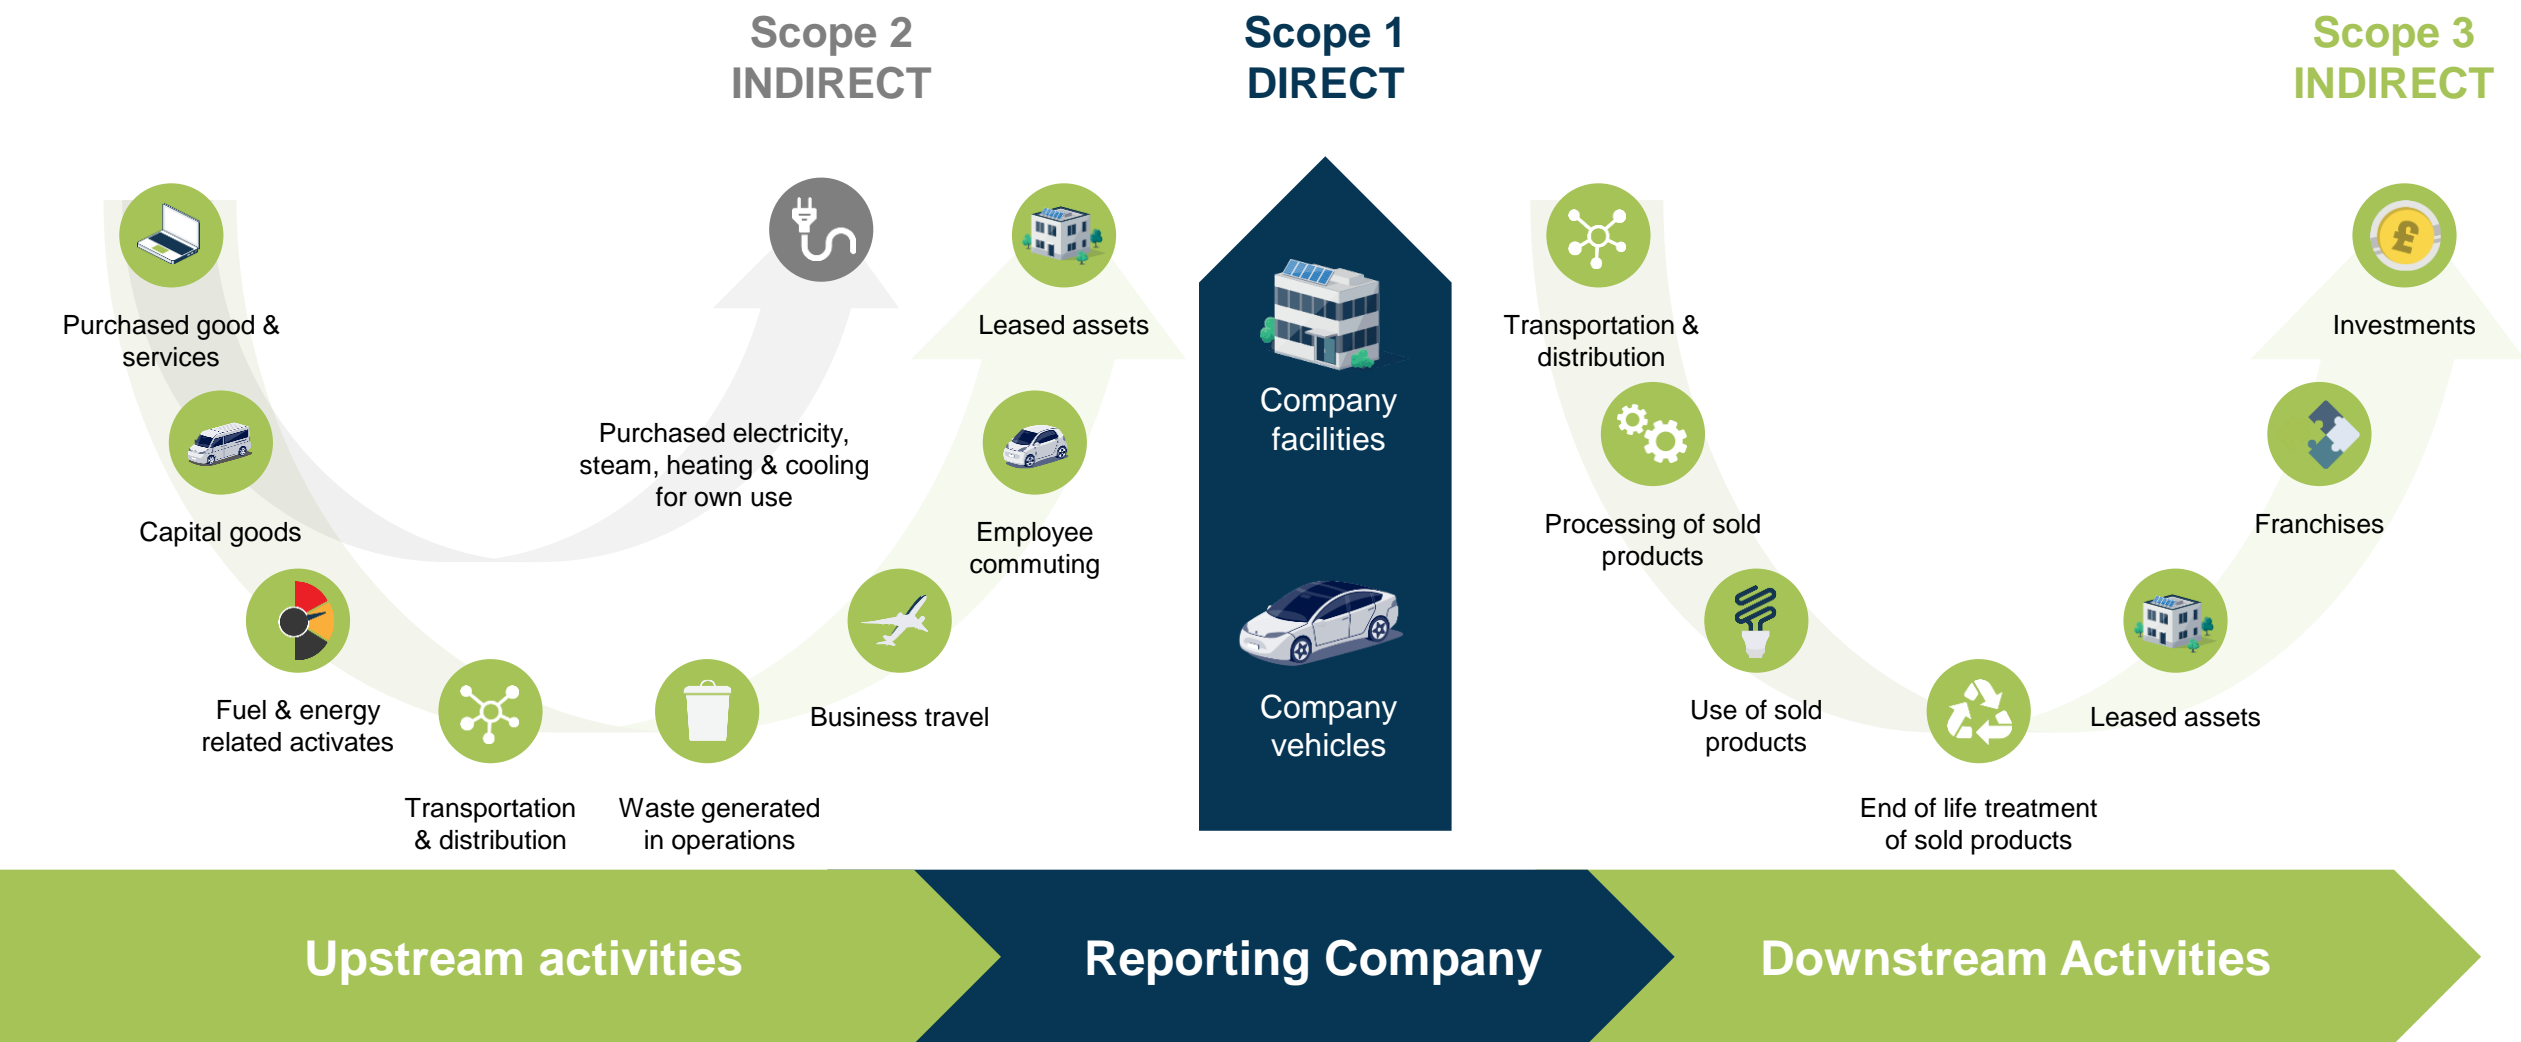 Scope 2
INDIRECT
Scope 1
DIRECT
Scope 3
INDIRECT
Purchased good &
services
Capital goods
Fuel & energy
related activates
Transportation
& distribution
Waste generated
in operations
Business travel
Employee
commuting
Leased assets
Purchased electricity,
steam, heating & cooling
for own use
Company
facilities
Company
vehicles
Transportation &
distribution
Processing of sold
products
Use of sold
products
End of life treatment
of sold products
Leased assets
Franchises
Investments
£
Upstream activities
Reporting Company
Downstream Activities